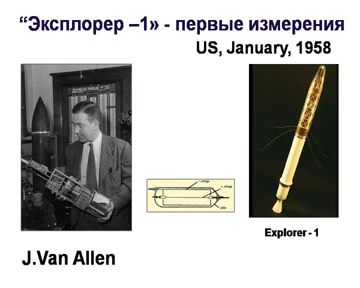 “Эксплорер –1» - первые измерения
US, January, 1958
Explorer - 1
J.Van Allen